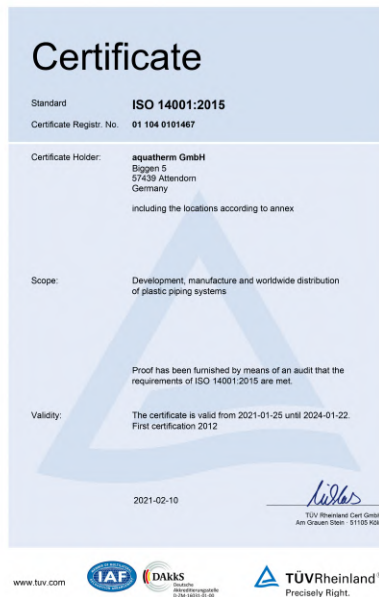 Certificate
Standard ISO 14001:2015
Certificate Registr. No. 01 104 0101467
Certificate Holder: aquatherm GmbH
Biggen 5
57439 Attendorn
Germany
including the locations according to annex
Scope: Development, manufacture and worldwide distribution
of plastic piping systems
Proof has been furnished by means of an audit that the
requirements of ISO 14001:2015 are met.
Validity: The certificate is valid from 2021-01-25 until 2024-01-22.
First certification 2012
2021-02-10
TÜV Rheinland Cert GmbH
Am Grauen Stein · 51105 Köln
www.tuv.com
IAF
DAkkS
Deutsche
Akkreditierungsstelle
TÜVRheinland®
Precisely Right.